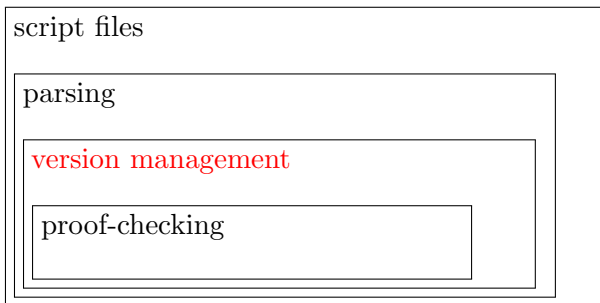 script files
parsing
version management
proof-checking